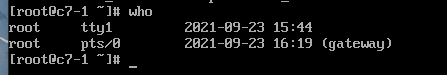 [root@c7-1 ~]# who
root     tty1         2021-09-23 15:44
root     pts/0        2021-09-23 16:19 (gateway)
[root@c7-1 ~]# _